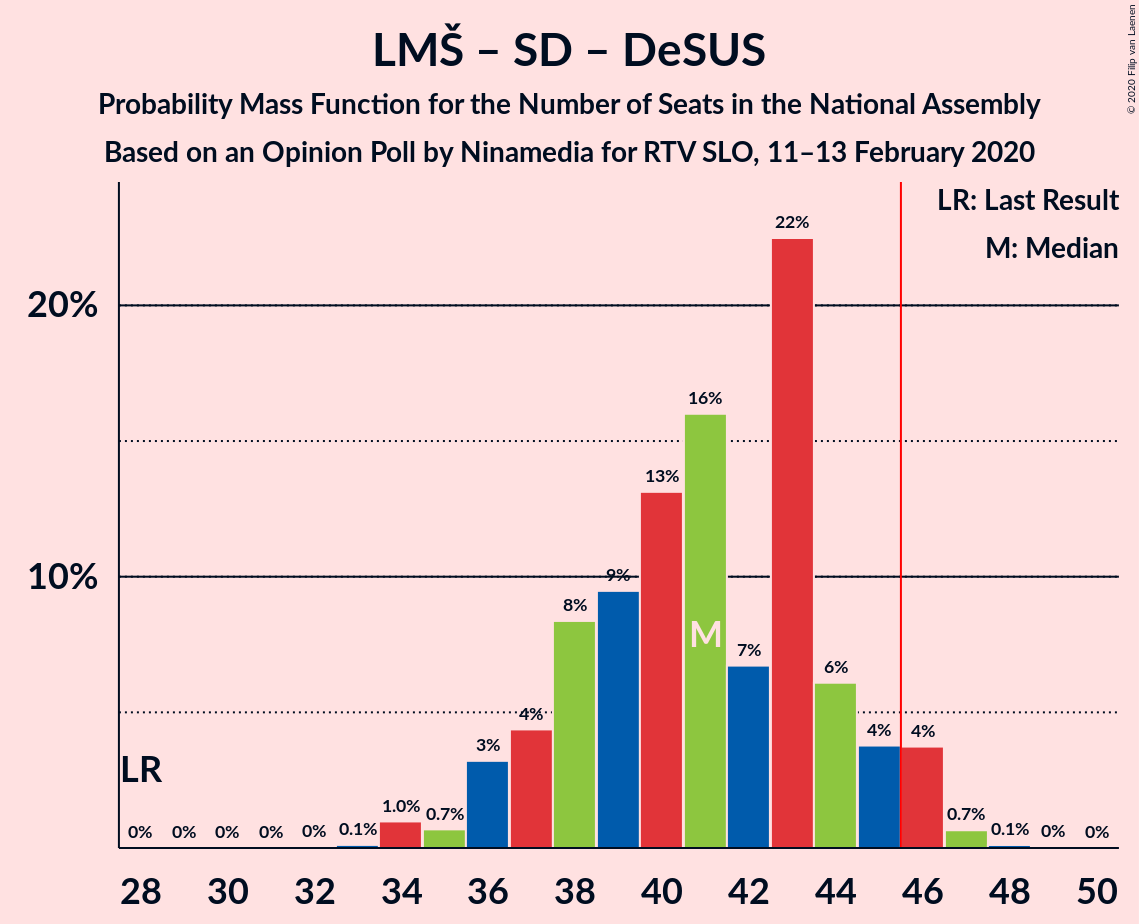 © 2020 Filip van Laenen
LMŠ – SD – DeSUS
Probability Mass Function for the Number of Seats in the National Assembly
Based on an Opinion Poll by Ninamedia for RTV SLO, 11–13 February 2020
LR: Last Result
M: Median
20%
10%
LR
M
0% 0% 0% 0% 0% 0.1% 1.0% 0.7% 3% 4% 8% 9% 13% 16% 7% 22% 6% 4% 4% 0.7% 0.1% 0% 0%
28 30 32 34 36 38 40 42 44 46 48 50